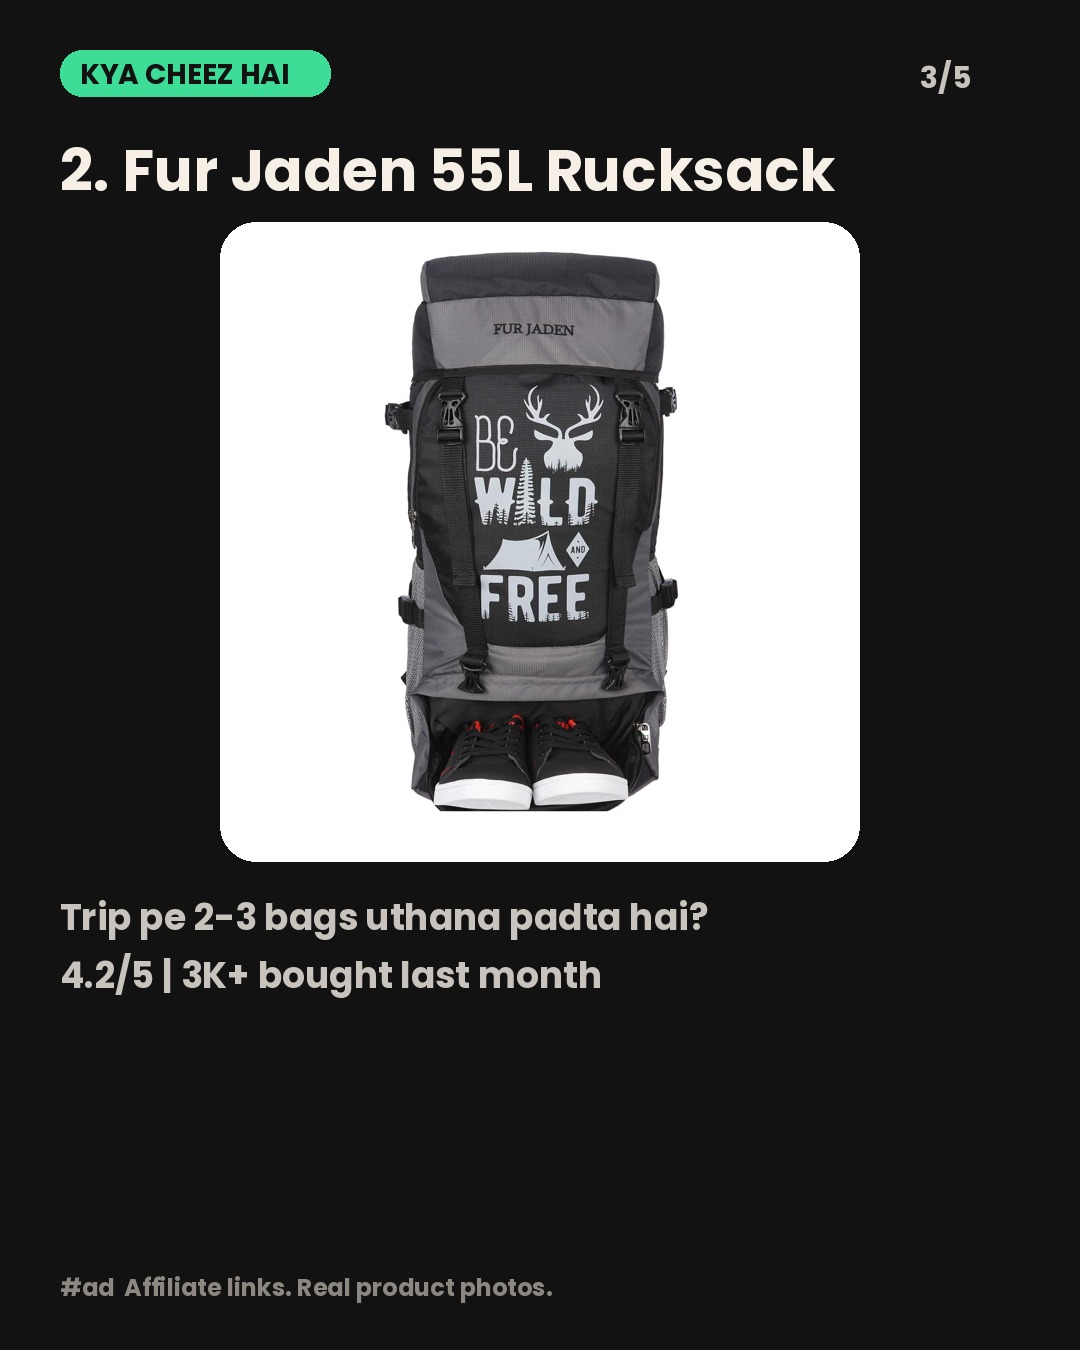 KYA CHEEZ HAI
3/5
2. Fur Jaden 55L Rucksack
FUR JADEN
BE
WILD
AND
FREE
Trip pe 2-3 bags uthana padta hai?
4.2/5 | 3K+ bought last month
#ad Affiliate links. Real product photos.